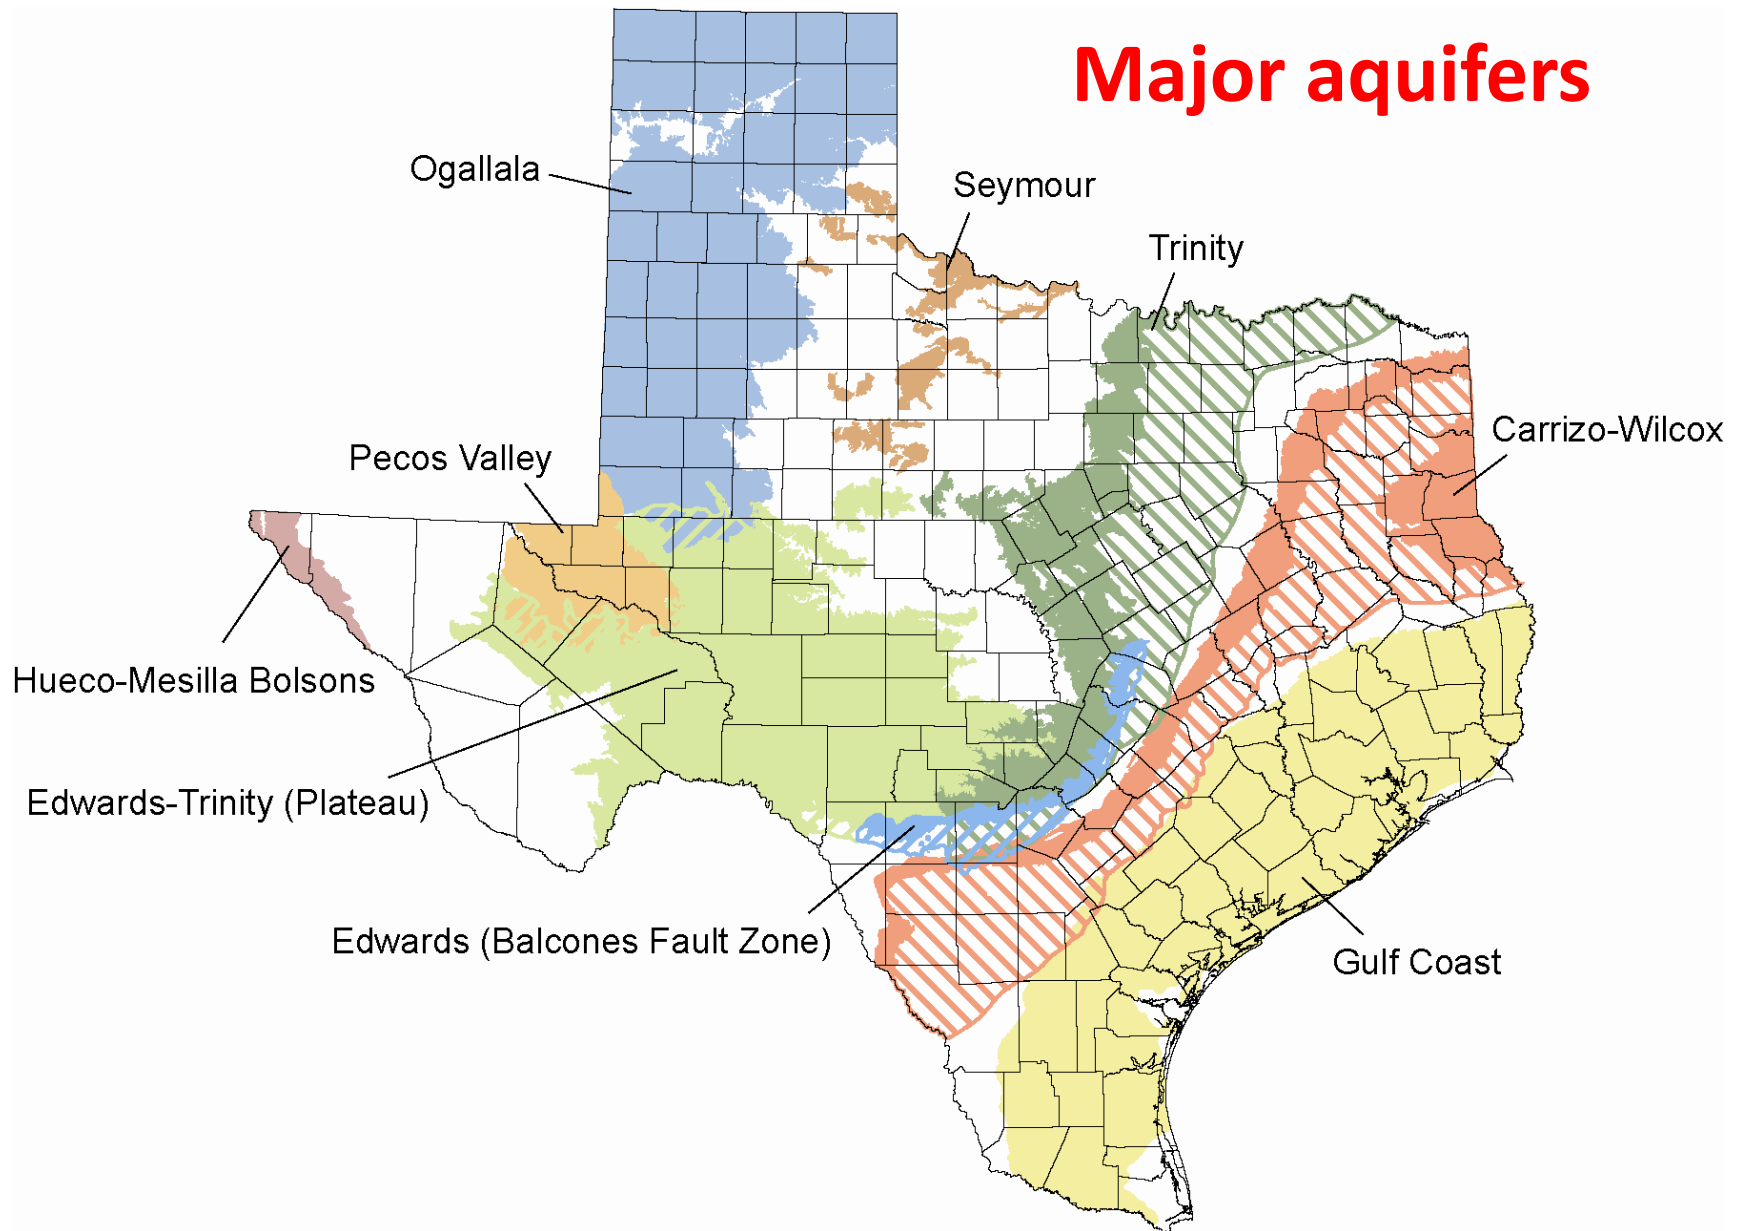 Major aquifers
Ogallala
Seymour
Trinity
Carrizo-Wilcox
Pecos Valley
Hueco-Mesilla Bolsons
Edwards-Trinity (Plateau)
Edwards (Balcones Fault Zone)
Gulf Coast